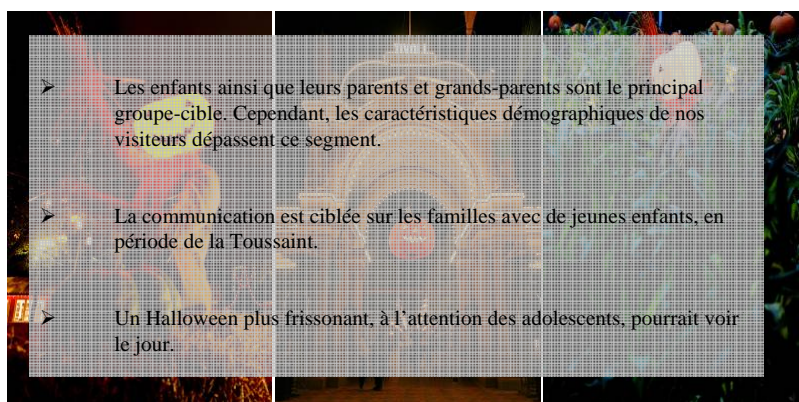 TIVOLI
➢ Les enfants ainsi que leurs parents et grands-parents sont le principal
groupe-cible. Cependant, les caractéristiques démographiques de nos
visiteurs dépassent ce segment.
➢ La communication est ciblée sur les familles avec de jeunes enfants, en
période de la Toussaint.
➢ Un Halloween plus frissonant, à l’attention des adolescents, pourrait voir
le jour.